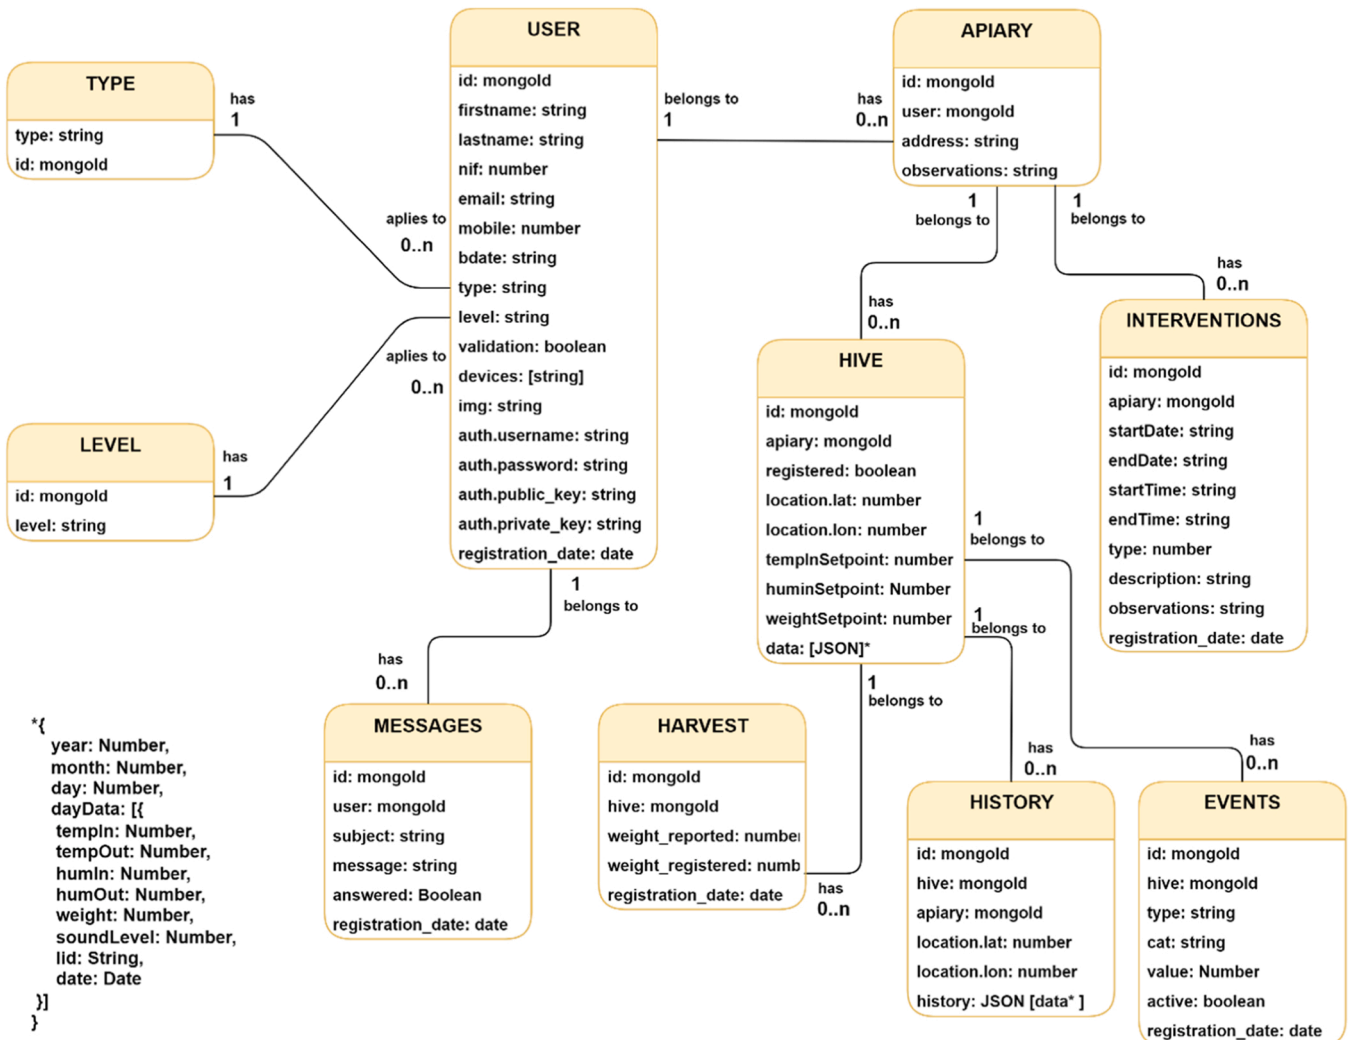 USER
id: mongoId
firstname: string
lastname: string
nif: number
email: string
mobile: number
bdate: string
type: string
level: string
validation: boolean
devices: [string]
img: string
auth.username: string
auth.password: string
auth.public_key: string
auth.private_key: string
registration_date: date
APIARY
id: mongoId
user: mongoId
address: string
observations: string
TYPE
type: string
id: mongoId
has
1
aplies to
0..n
belongs to
1
has
0..n
1
belongs to
1
belongs to
has
0..n
has
0..n
LEVEL
id: mongoId
level: string
has
1
aplies to
0..n
HIVE
id: mongoId
apiary: mongoId
registered: boolean
location.lat: number
location.lon: number
tempInSetpoint: number
huminSetpoint: Number
weightSetpoint: number
data: [JSON]*
INTERVENTIONS
id: mongoId
apiary: mongoId
startDate: string
endDate: string
startTime: string
endTime: string
type: number
description: string
observations: string
registration_date: date
1
belongs to
1
belongs to
1
belongs to
1
belongs to
has
0..n
MESSAGES
id: mongoId
user: mongoId
subject: string
message: string
answered: Boolean
registration_date: date
HARVEST
id: mongoId
hive: mongoId
weight_reported: number
weight_registered: numb
registration_date: date
has
0..n
has
0..n
has
0..n
HISTORY
id: mongoId
hive: mongoId
apiary: mongoId
location.lat: number
location.lon: number
history: JSON [data* ]
EVENTS
id: mongoId
hive: mongoId
type: string
cat: string
value: Number
active: boolean
registration_date: date
*{
year: Number,
month: Number,
day: Number,
dayData: [{
tempIn: Number,
tempOut: Number,
humIn: Number,
humOut: Number,
weight: Number,
soundLevel: Number,
lid: String,
date: Date
}]
}